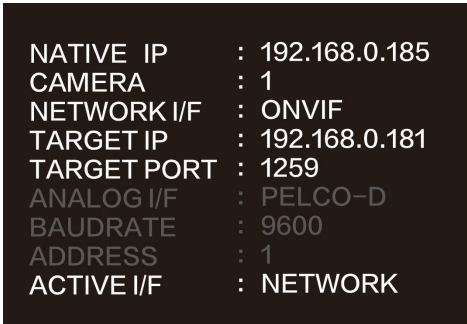 NATIVE IP : 192.168.0.185
CAMERA : 1
NETWORK I/F : ONVIF
TARGET IP : 192.168.0.181
TARGET PORT : 1259
ANALOG I/F : PELCO-D
BAUDRATE : 9600
ADDRESS : 1
ACTIVE I/F : NETWORK